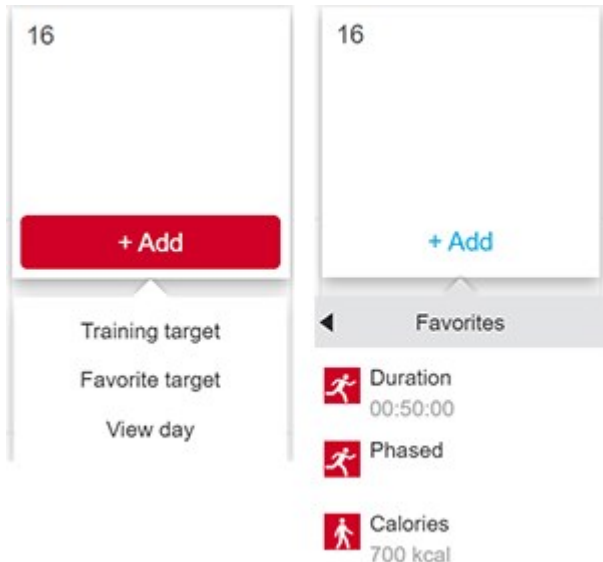 16
+ Add
Training target
Favorite target
View day
16
+ Add
Favorites
Duration
00:50:00
Phased
Calories
700 kcal